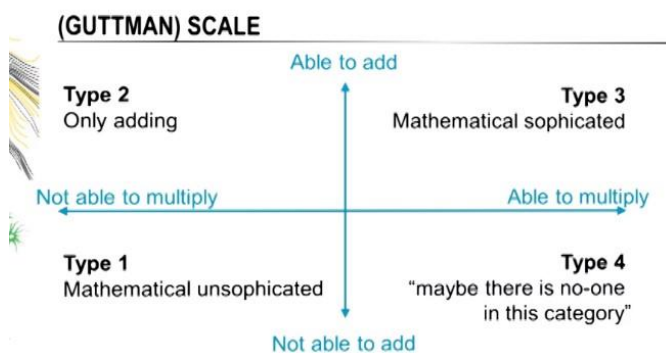 (GUTTMAN) SCALE
Able to add
Type 2
Only adding
Type 3
Mathematical sophicated
Not able to multiply
Able to multiply
Type 1
Mathematical unsophicated
Type 4
“maybe there is no-one
in this category”
Not able to add